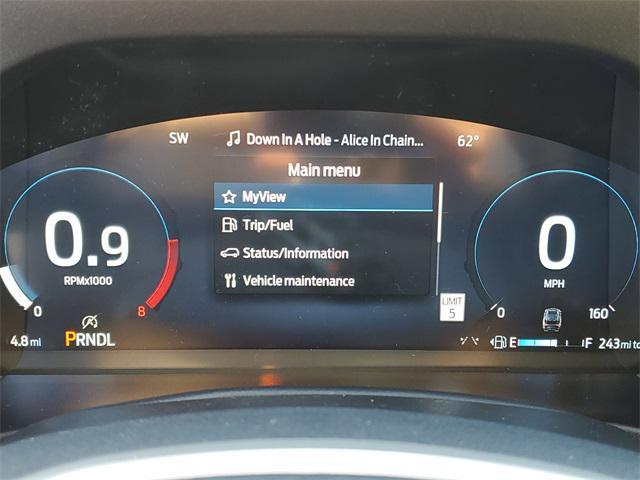 SW
Down In A Hole - Alice In Chain...
62°
Main menu
MyView
Trip/Fuel
Status/Information
Vehicle maintenance
0.9
RPMx1000
0
8
0
MPH
0
160
LIMIT
5
4.8 mi
PRNDL
E
F
243 mi to